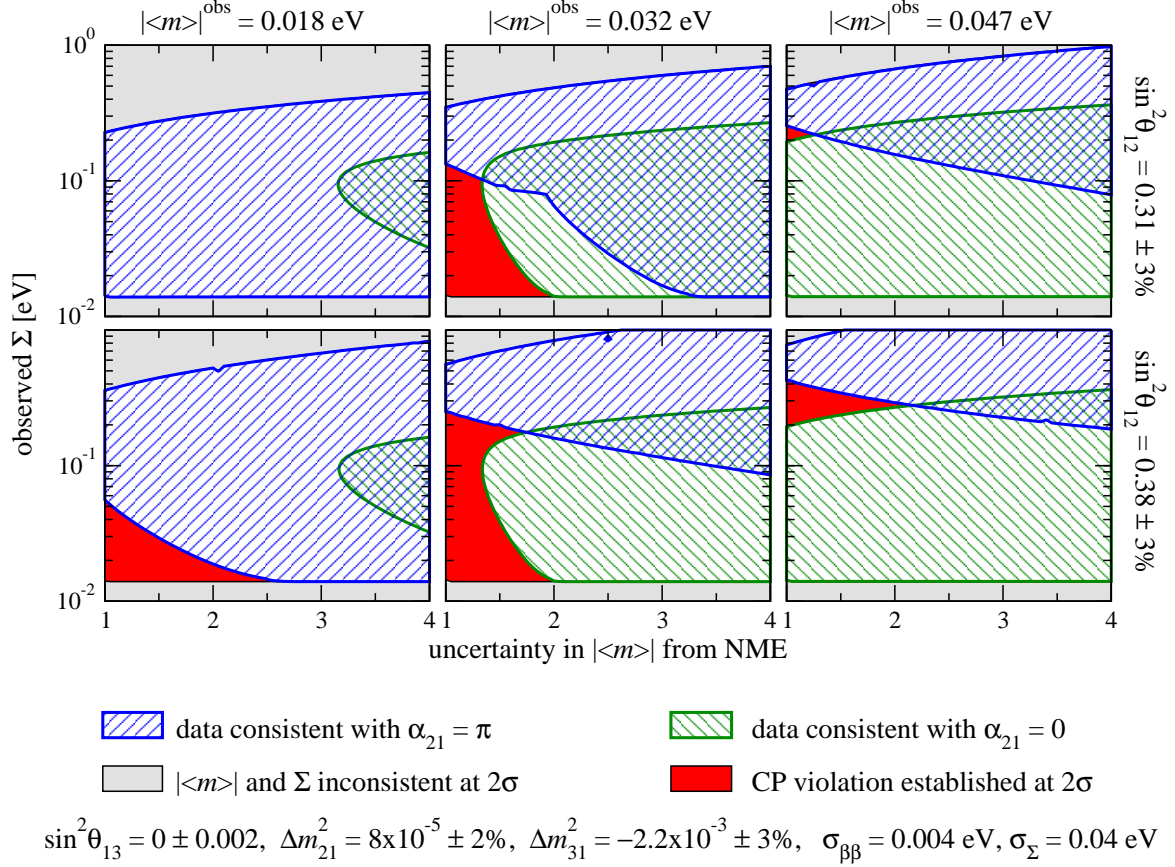 |<m>|^obs = 0.018 eV |<m>|^obs = 0.032 eV |<m>|^obs = 0.047 eV
10^0
10^-1
10^-2
sin^2θ_12 = 0.31 ± 3%
observed Σ [eV]
10^-1
10^-2
sin^2θ_12 = 0.38 ± 3%
1 2 3 4 1 2 3 4 1 2 3 4
uncertainty in |<m>| from NME
data consistent with α_21 = π data consistent with α_21 = 0
|<m>| and Σ inconsistent at 2σ CP violation established at 2σ
sin^2θ_13 = 0 ± 0.002, Δm^2_21 = 8x10^-5 ± 2%, Δm^2_31 = −2.2x10^-3 ± 3%, σ_ββ = 0.004 eV, σ_Σ = 0.04 eV